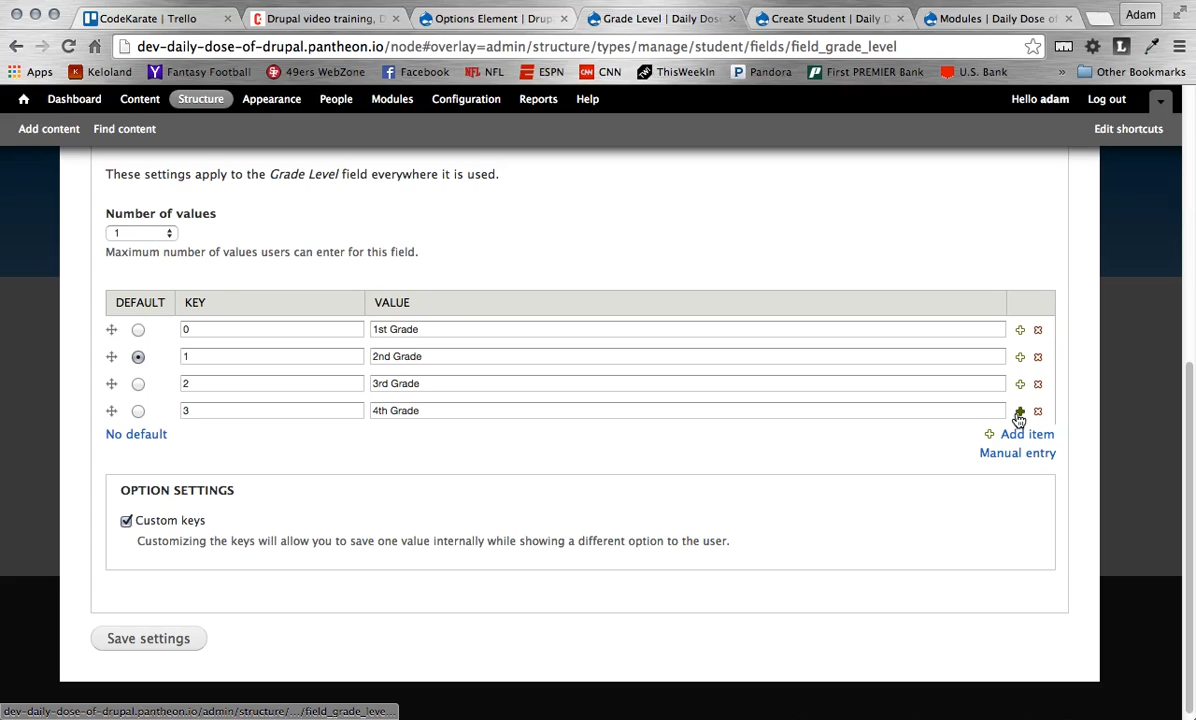 CodeKarate | Trello
Drupal video training, D
Options Element | Drup
Grade Level | Daily Dos
Create Student | Daily D
Modules | Daily Dose of
Adam
dev-daily-dose-of-drupal.pantheon.io/node#overlay=admin/structure/types/manage/student/fields/field_grade_level
Apps Keloland Fantasy Football 49ers WebZone Facebook NFL ESPN CNN ThisWeekIn Pandora First PREMIER Bank U.S. Bank » Other Bookmarks
Dashboard Content Structure Appearance People Modules Configuration Reports Help Hello adam Log out
Add content Find content Edit shortcuts
These settings apply to the Grade Level field everywhere it is used.
Number of values
1
Maximum number of values users can enter for this field.
DEFAULT KEY VALUE
0 1st Grade
1 2nd Grade
2 3rd Grade
3 4th Grade
No default Add item
Manual entry
OPTION SETTINGS
Custom keys
Customizing the keys will allow you to save one value internally while showing a different option to the user.
Save settings
dev-daily-dose-of-drupal.pantheon.io/admin/structure/.../field_grade_leve...